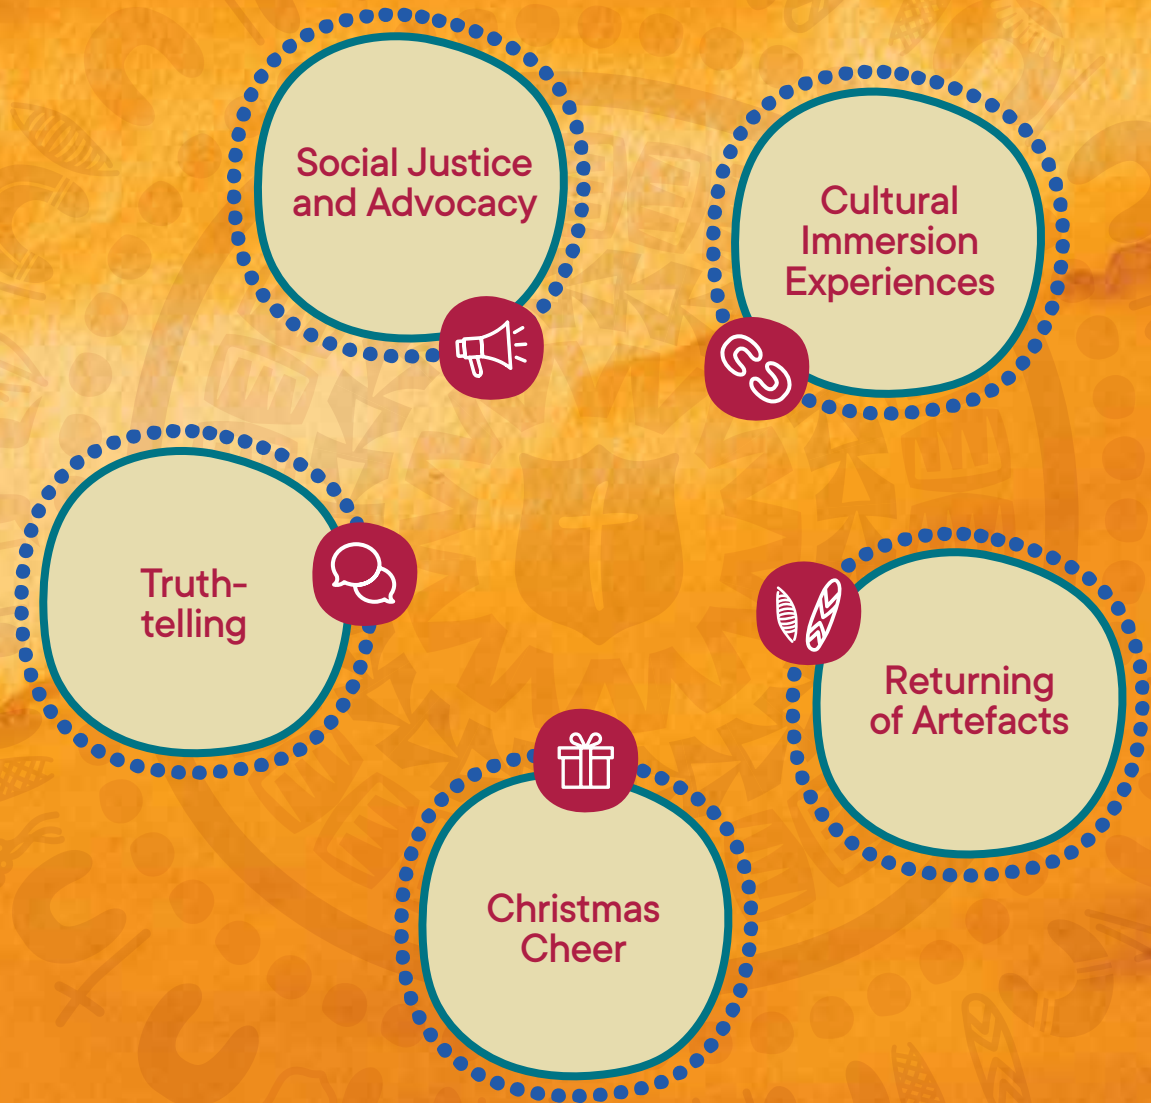 Social Justice
and Advocacy
Cultural
Immersion
Experiences
Truth-
telling
Returning
of Artefacts
Christmas
Cheer